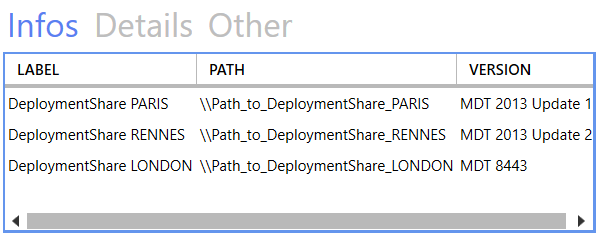 Infos Details Other
LABEL PATH VERSION
DeploymentShare PARIS \\Path_to_DeploymentShare_PARIS MDT 2013 Update 1
DeploymentShare RENNES \\Path_to_DeploymentShare_RENNES MDT 2013 Update 2
DeploymentShare LONDON \\Path_to_DeploymentShare_LONDON MDT 8443